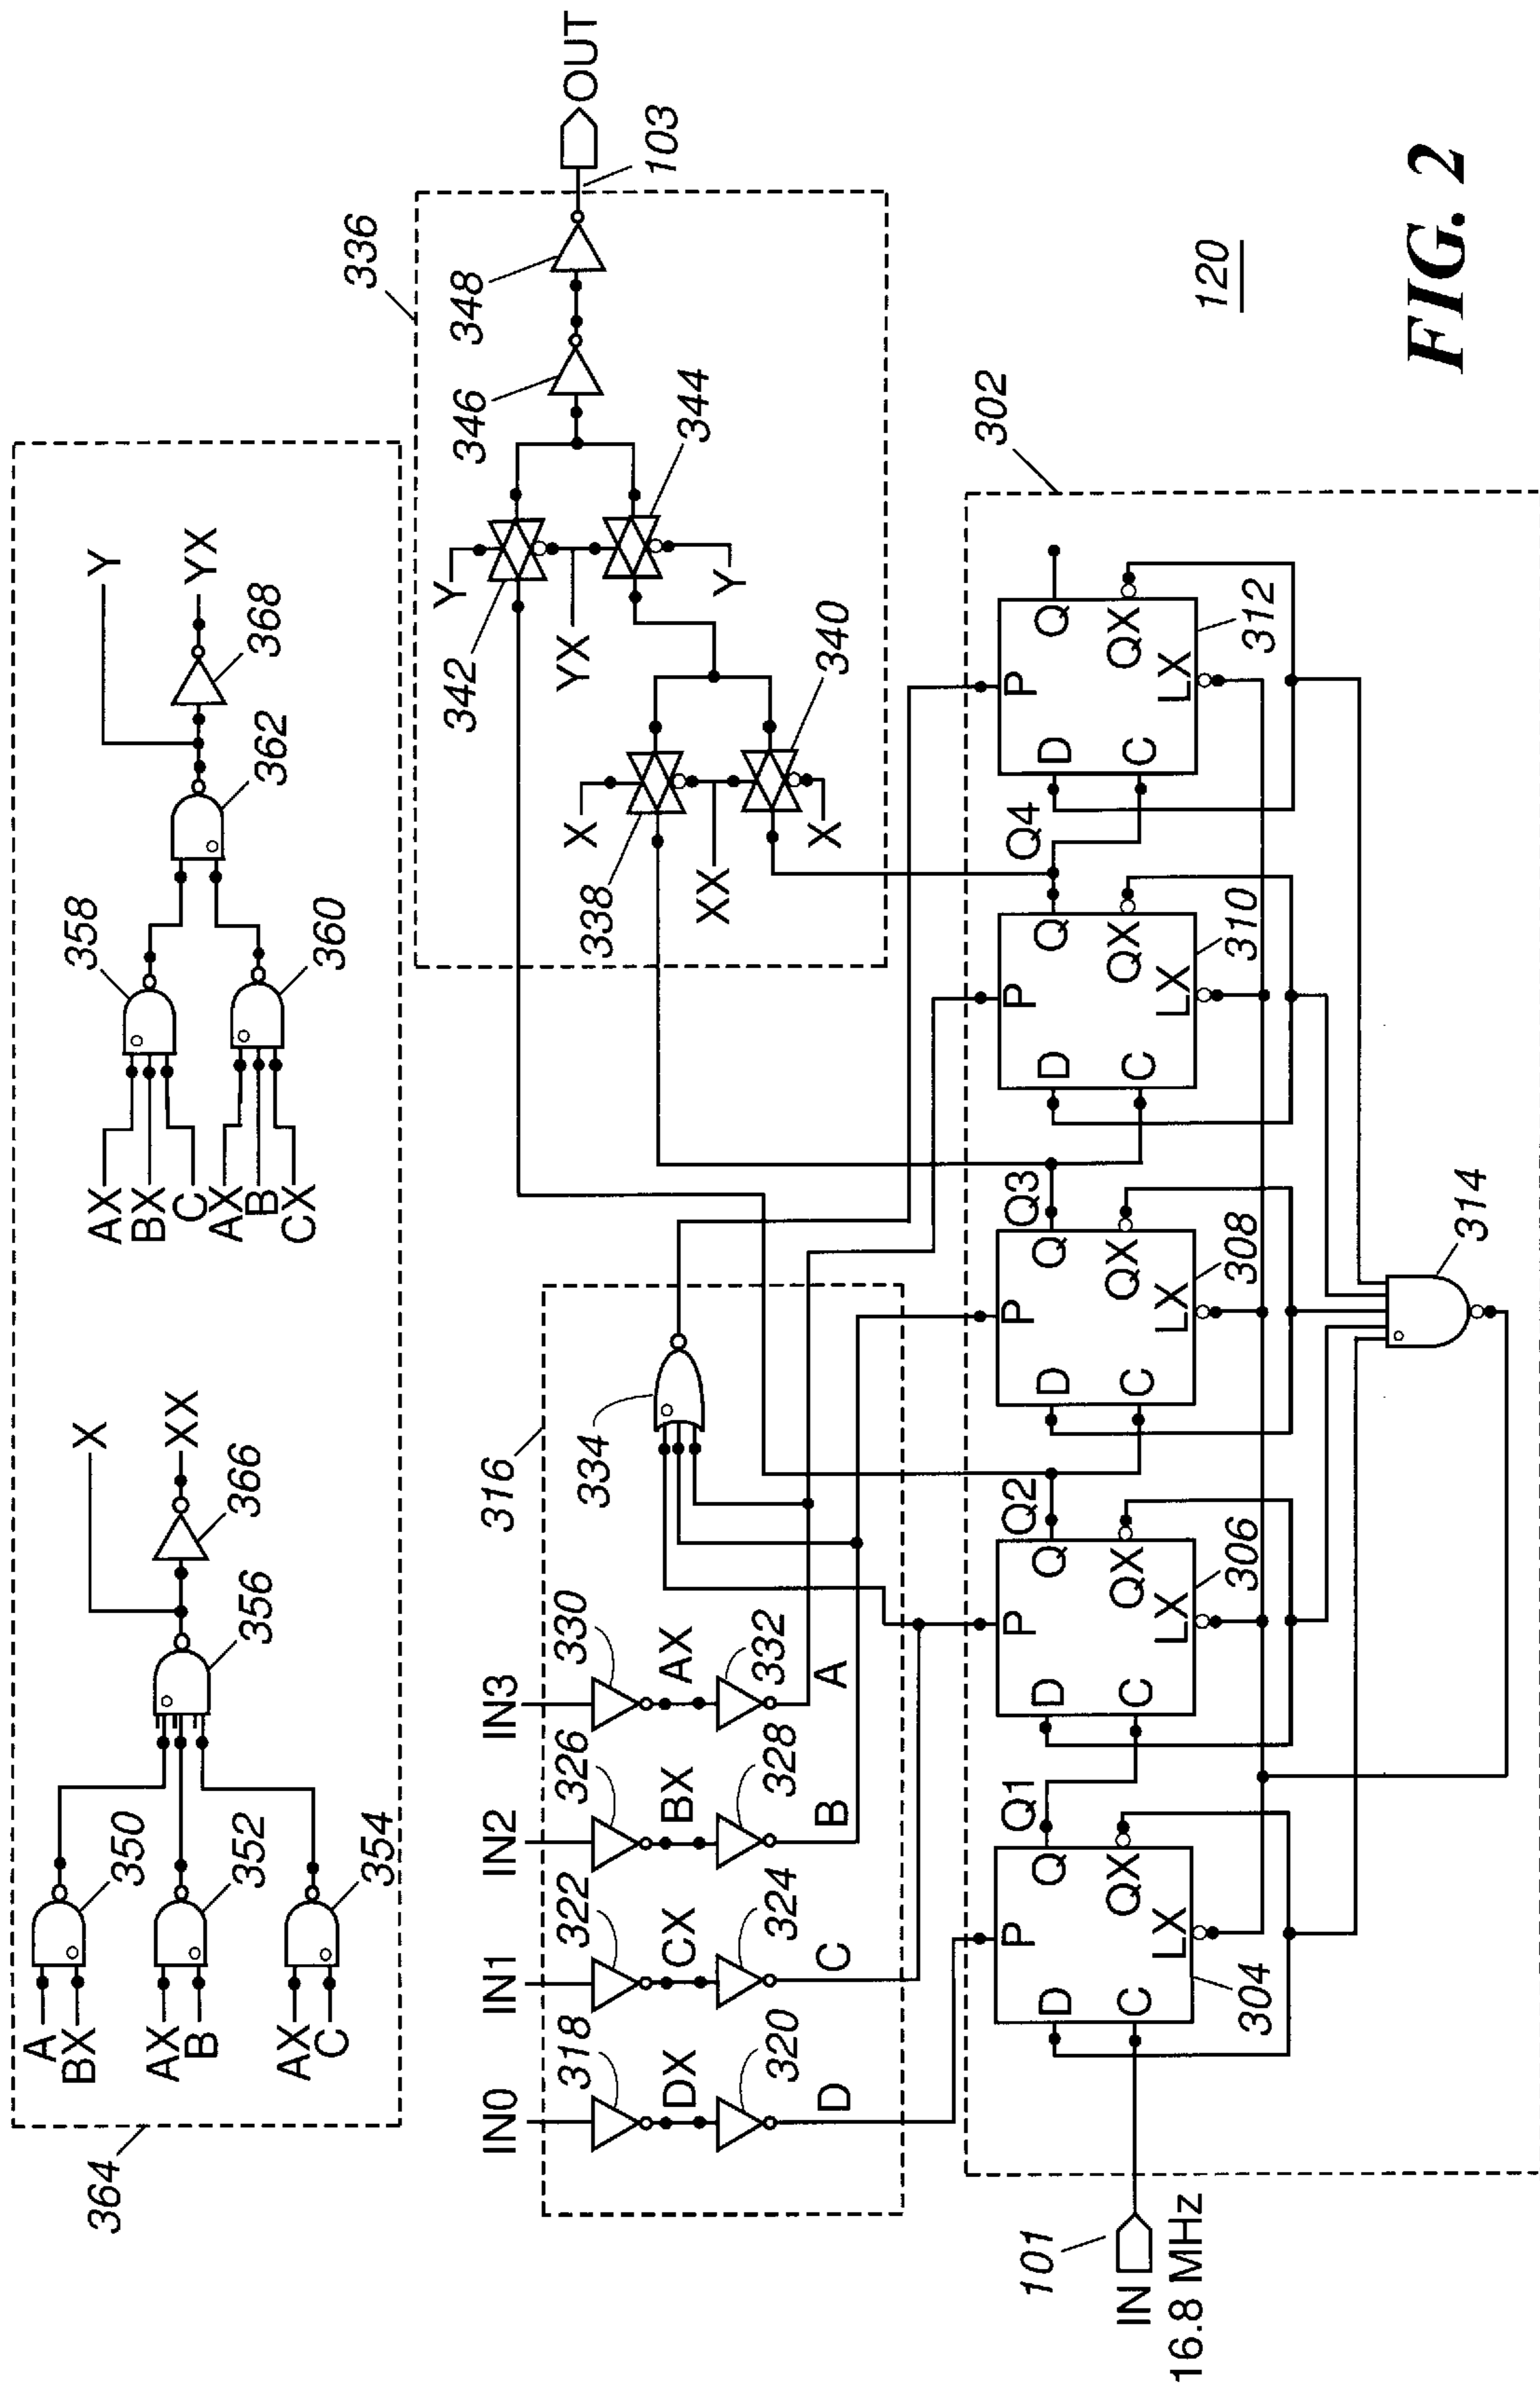 364
A
BX
350
AX
B
352
AX
C
354
356
X
366
XX
AX
BX
C
358
AX
B
CX
360
362
Y
368
YX
336
Y
342
YX
Y
344
X
338
XX
X
340
346
348
103
OUT
316
IN0
318
DX
320
D
IN1
322
CX
324
C
IN2
326
BX
328
B
IN3
330
AX
332
A
334
302
101
IN
16.8 MHz
P
D
C
Q
QX
LX
304
Q1
P
D
C
Q
QX
LX
306
Q2
P
D
C
Q
QX
LX
308
Q3
P
D
C
Q
QX
LX
310
Q4
P
D
C
Q
QX
LX
312
314
120
FIG. 2